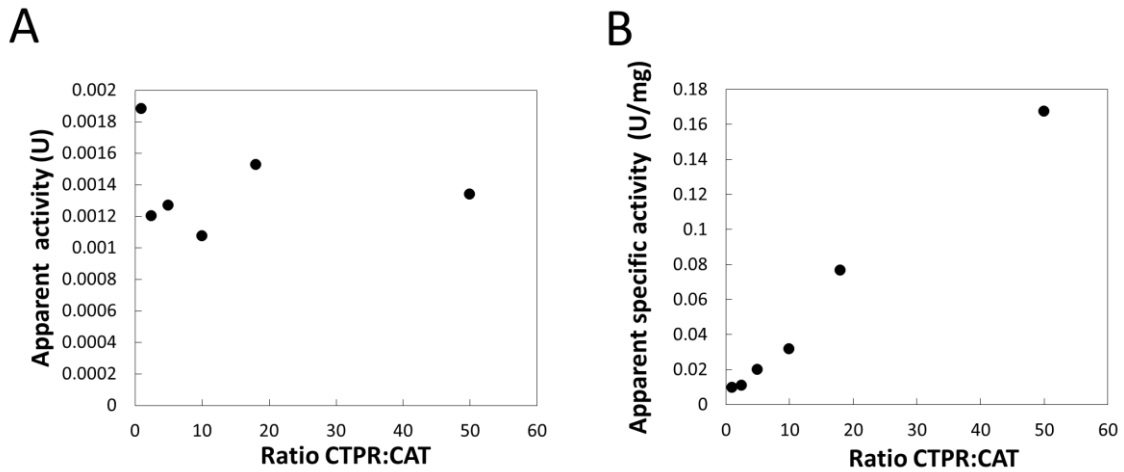 A
Apparent activity (U)
0.002
0.0018
0.0016
0.0014
0.0012
0.001
0.0008
0.0006
0.0004
0.0002
0
0 10 20 30 40 50 60
Ratio CTPR:CAT
B
Apparent specific activity (U/mg)
0.18
0.16
0.14
0.12
0.1
0.08
0.06
0.04
0.02
0
0 10 20 30 40 50 60
Ratio CTPR:CAT